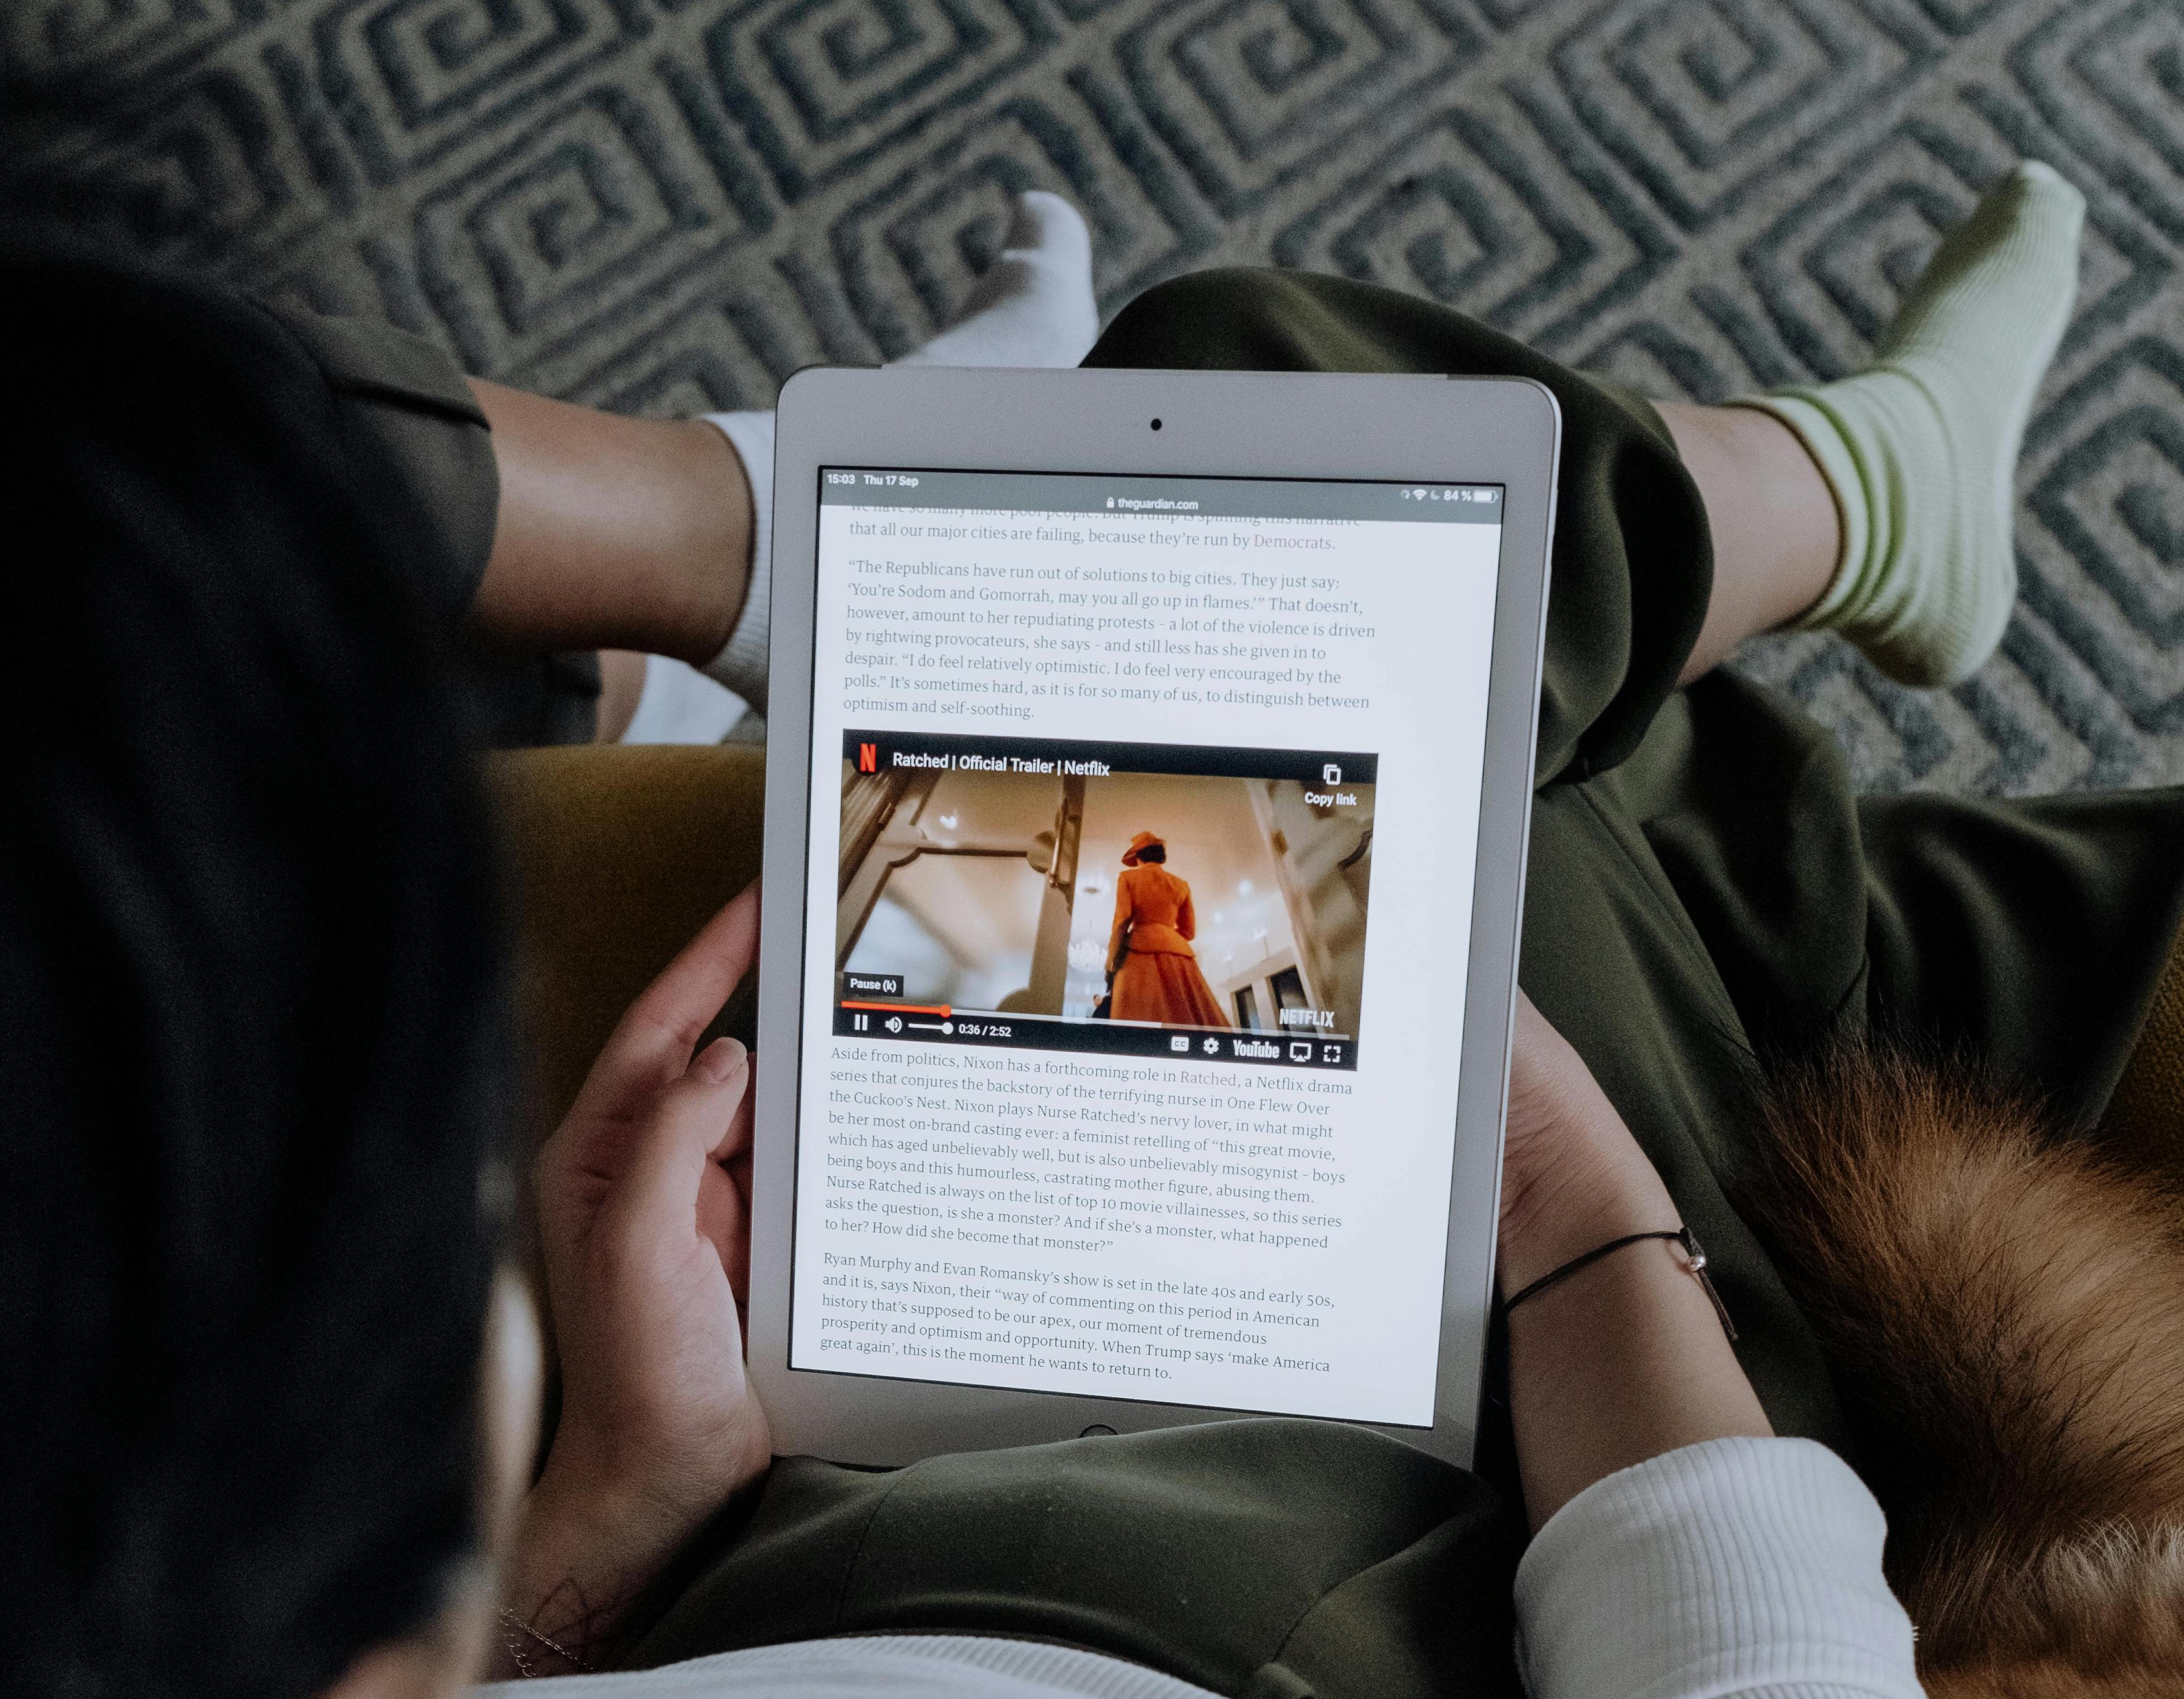 15:03 Thu 17 Sep
84 %
theguardian.com
we have so many more poor people. But Trump is spinning this narrative
that all our major cities are failing, because they're run by Democrats.
“The Republicans have run out of solutions to big cities. They just say:
‘You're Sodom and Gomorrah, may you all go up in flames.’” That doesn't,
however, amount to her repudiating protests – a lot of the violence is driven
by rightwing provocateurs, she says – and still less has she given in to
despair. “I do feel relatively optimistic. I do feel very encouraged by the
polls.” It's sometimes hard, as it is for so many of us, to distinguish between
optimism and self-soothing.
N
Ratched | Official Trailer | Netflix
Copy link
Pause (k)
NETFLIX
0:36 / 2:52
CC
YouTube
Aside from politics, Nixon has a forthcoming role in Ratched, a Netflix drama
series that conjures the backstory of the terrifying nurse in One Flew Over
the Cuckoo's Nest. Nixon plays Nurse Ratched's nervy lover, in what might
be her most on-brand casting ever: a feminist retelling of “this great movie,
which has aged unbelievably well, but is also unbelievably misogynist – boys
being boys and this humourless, castrating mother figure, abusing them.
Nurse Ratched is always on the list of top 10 movie villainesses, so this series
asks the question, is she a monster? And if she's a monster, what happened
to her? How did she become that monster?”
Ryan Murphy and Evan Romansky's show is set in the late 40s and early 50s,
and it is, says Nixon, their “way of commenting on this period in American
history that's supposed to be our apex, our moment of tremendous
prosperity and optimism and opportunity. When Trump says ‘make America
great again’, this is the moment he wants to return to.